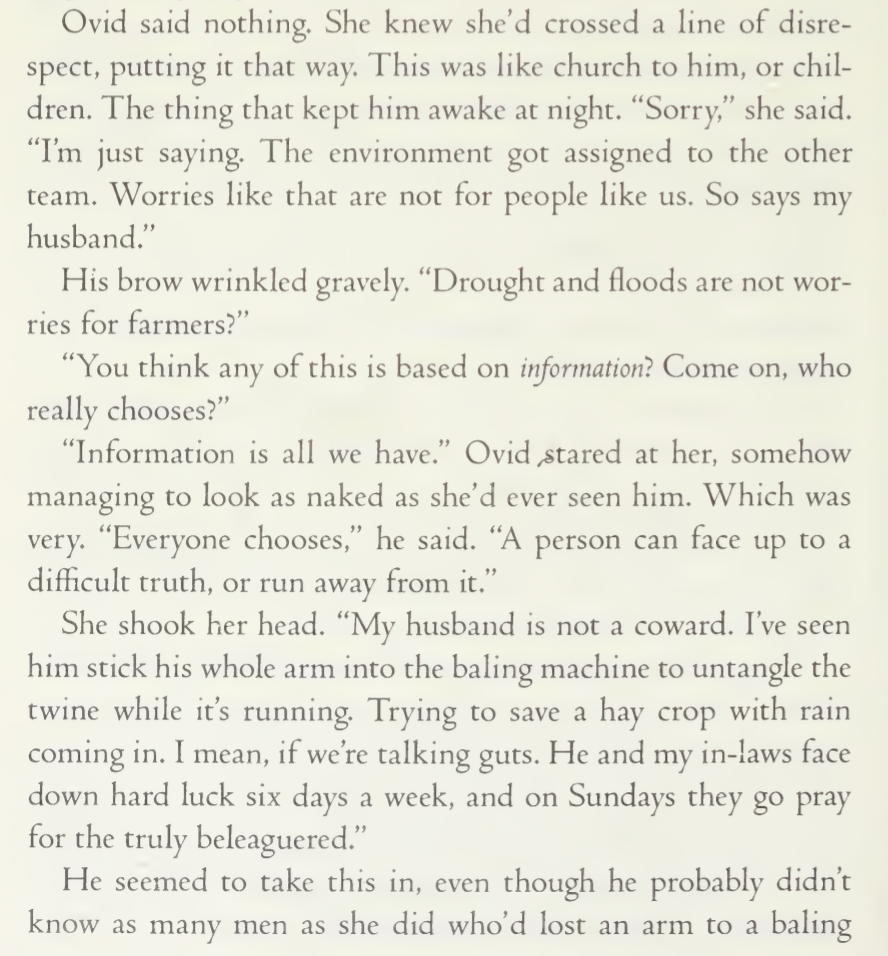 Ovid said nothing. She knew she’d crossed a line of disre-
spect, putting it that way. This was like church to him, or chil-
dren. The thing that kept him awake at night. “Sorry,” she said.
“I’m just saying. The environment got assigned to the other
team. Worries like that are not for people like us. So says my
husband.”
His brow wrinkled gravely. “Drought and floods are not wor-
ries for farmers?”
“You think any of this is based on information? Come on, who
really chooses?”
“Information is all we have.” Ovid stared at her, somehow
managing to look as naked as she’d ever seen him. Which was
very. “Everyone chooses,” he said. “A person can face up to a
difficult truth, or run away from it.”
She shook her head. “My husband is not a coward. I’ve seen
him stick his whole arm into the baling machine to untangle the
twine while it’s running. Trying to save a hay crop with rain
coming in. I mean, if we’re talking guts. He and my in-laws face
down hard luck six days a week, and on Sundays they go pray
for the truly beleaguered.”
He seemed to take this in, even though he probably didn’t
know as many men as she did who’d lost an arm to a baling